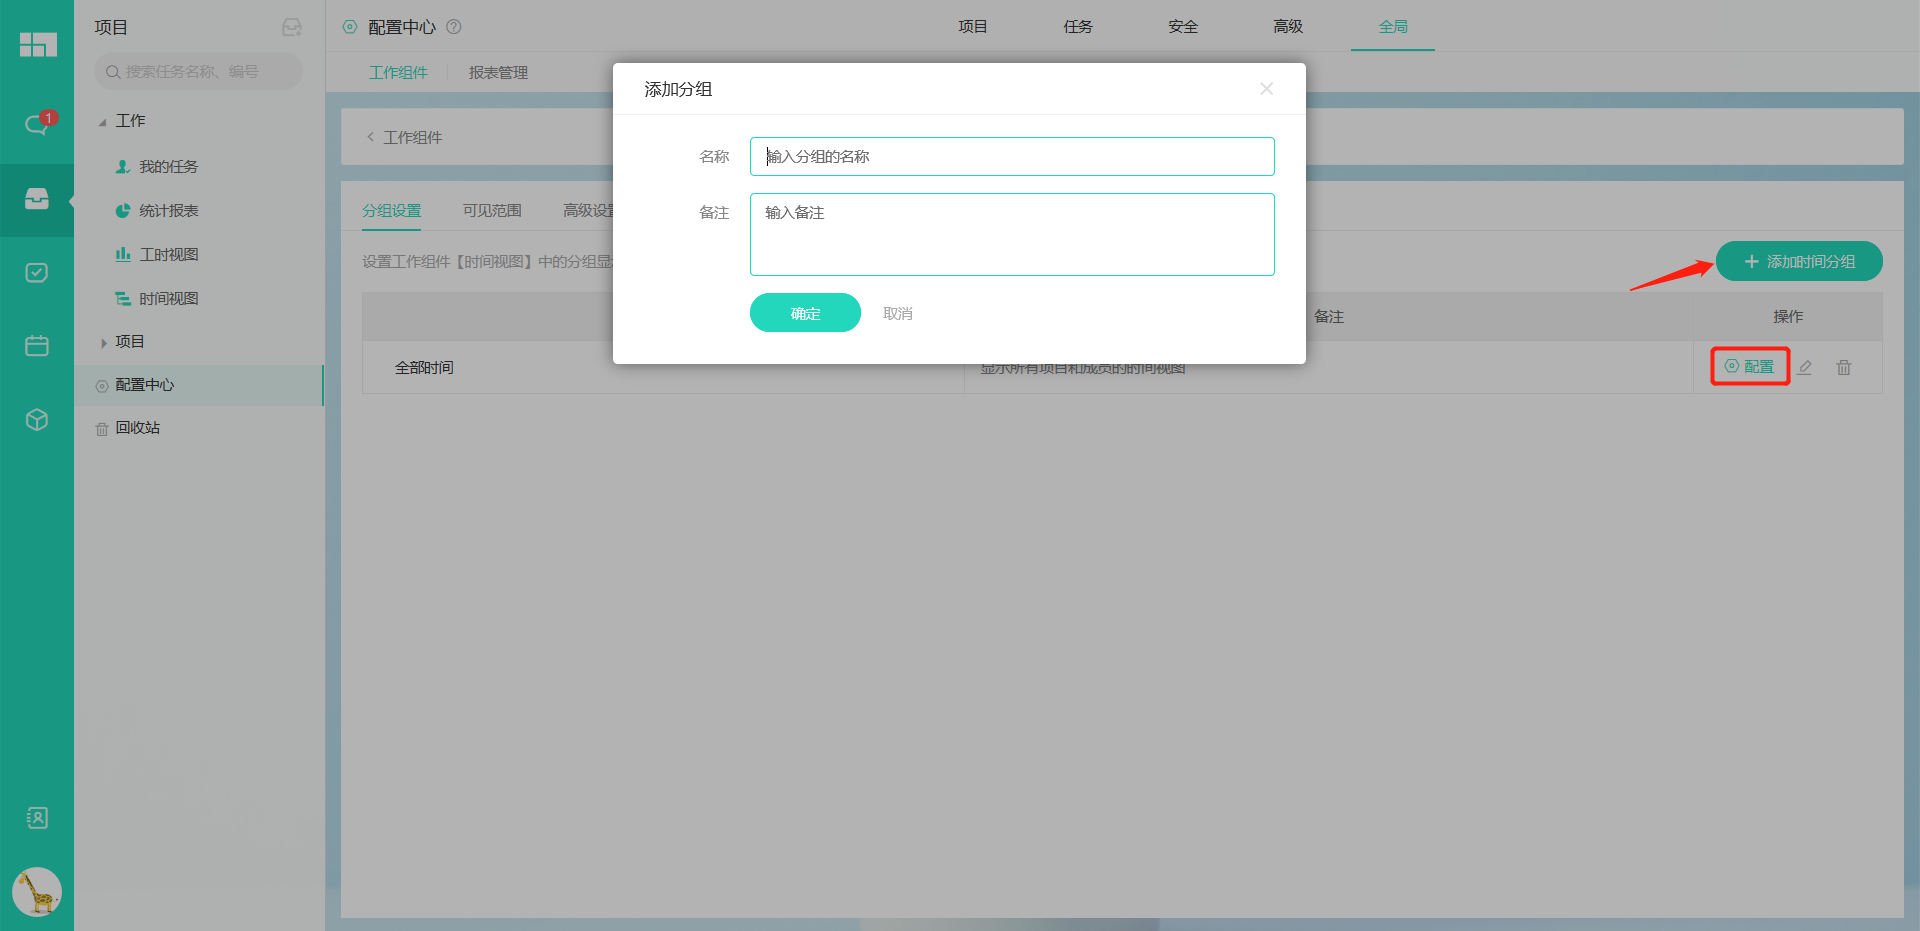 项目
配置中心
项目
任务
安全
高级
全局
搜索任务名称、编号
工作组件
报表管理
1
添加分组
工作
工作组件
名称
输入分组的名称
我的任务
统计报表
分组设置
可见范围
高级设置
备注
输入备注
工时视图
设置工作组件【时间视图】中的分组显
添加时间分组
时间视图
确定
取消
备注
操作
项目
全部时间
显示所有项目和成员的时间视图
配置
配置中心
回收站